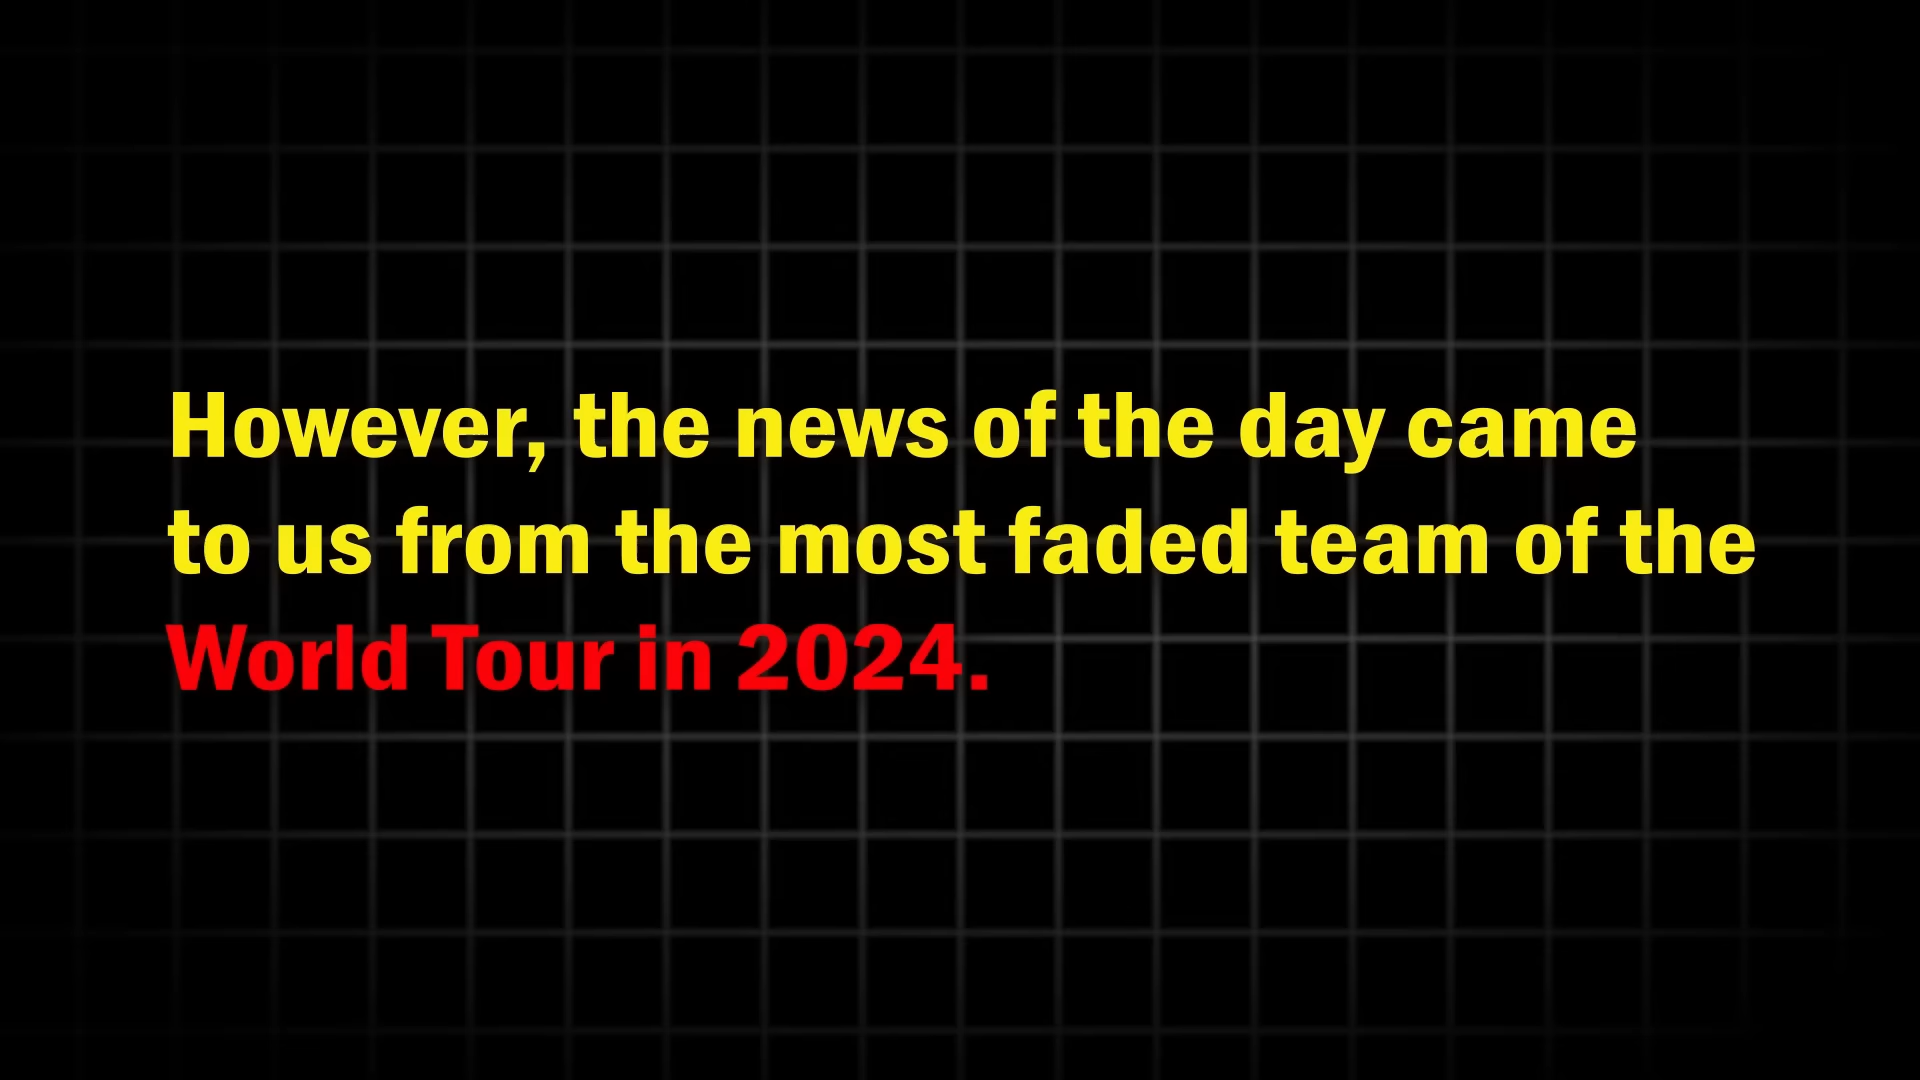 However, the news of the day came
to us from the most faded team of the
World Tour in 2024.